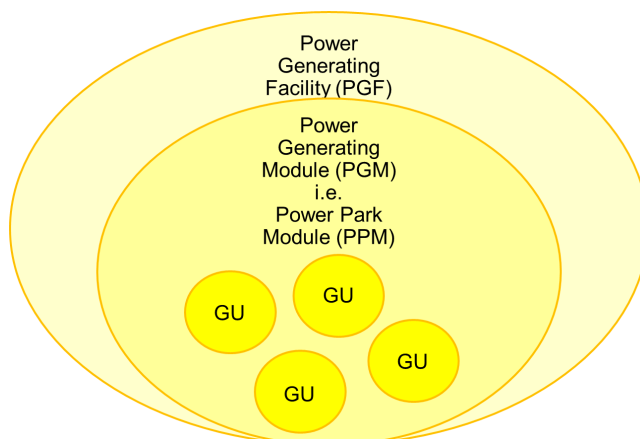 Power
Generating
Facility (PGF)
Power
Generating
Module (PGM)
i.e.
Power Park
Module (PPM)
GU
GU
GU
GU